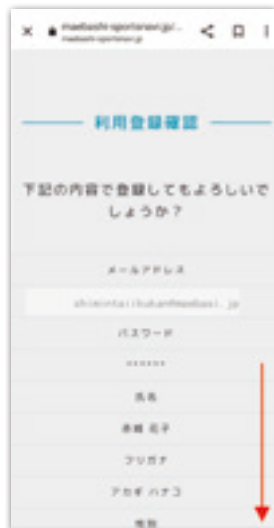 maebashi-sportsnavi.jp/...
maebashi-sportsnavi.jp
利用登録確認
下記の内容で登録してもよろしいで
しょうか？
メールアドレス
パスワード
******
氏名
赤城 花子
フリガナ
アカギ ハナコ
性別